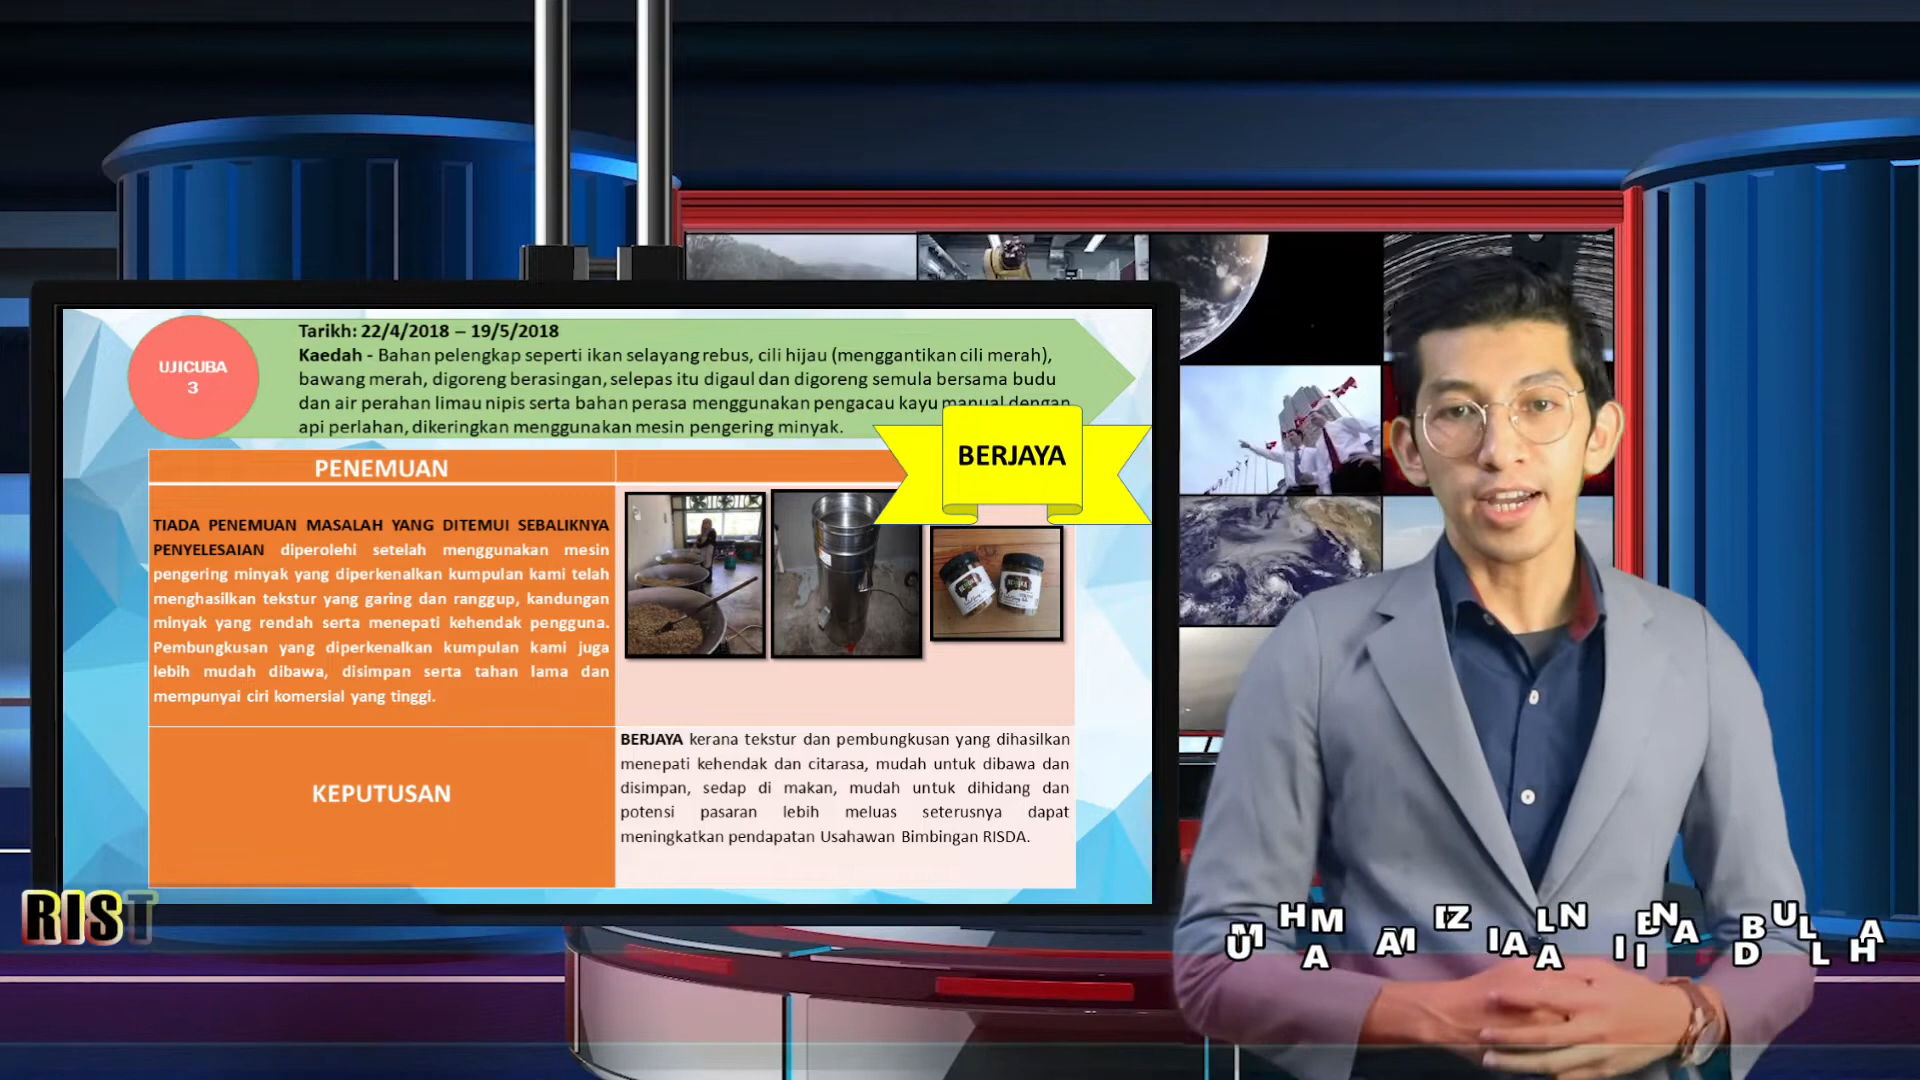 UJICUBA
3
Tarikh: 22/4/2018 – 19/5/2018
Kaedah - Bahan pelengkap seperti ikan selayang rebus, cili hijau (menggantikan cili merah),
bawang merah, digoreng berasingan, selepas itu digaul dan digoreng semula bersama budu
dan air perahan limau nipis serta bahan perasa menggunakan pengacau kayu manual dengan
api perlahan, dikeringkan menggunakan mesin pengering minyak.
BERJAYA
PENEMUAN
TIADA PENEMUAN MASALAH YANG DITEMUI SEBALIKNYA
PENYELESAIAN diperolehi setelah menggunakan mesin
pengering minyak yang diperkenalkan kumpulan kami telah
menghasilkan tekstur yang garing dan ranggup, kandungan
minyak yang rendah serta menepati kehendak pengguna.
Pembungkusan yang diperkenalkan kumpulan kami juga
lebih mudah dibawa, disimpan serta tahan lama dan
mempunyai ciri komersial yang tinggi.
KEPUTUSAN
BERJAYA kerana tekstur dan pembungkusan yang dihasilkan
menepati kehendak dan citarasa, mudah untuk dibawa dan
disimpan, sedap di makan, mudah untuk dihidang dan
potensi pasaran lebih meluas seterusnya dapat
meningkatkan pendapatan Usahawan Bimbingan RISDA.
RIST